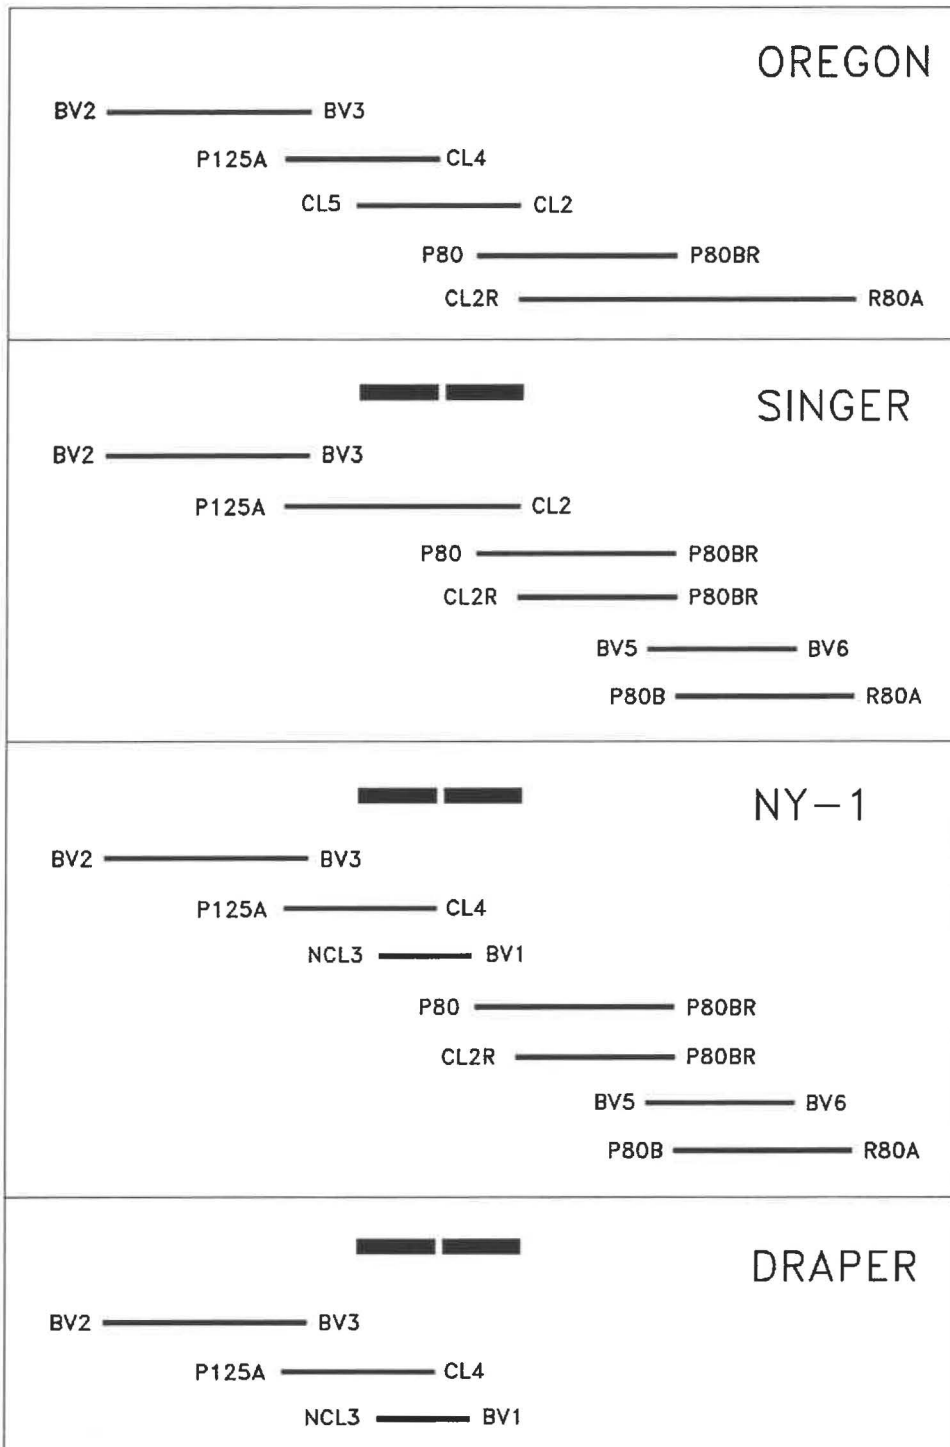 OREGON
BV2 BV3
P125A CL4
CL5 CL2
P80 P80BR
CL2R R80A
SINGER
BV2 BV3
P125A CL2
P80 P80BR
CL2R P80BR
BV5 BV6
P80B R80A
NY-1
BV2 BV3
P125A CL4
NCL3 BV1
P80 P80BR
CL2R P80BR
BV5 BV6
P80B R80A
DRAPER
BV2 BV3
P125A CL4
NCL3 BV1